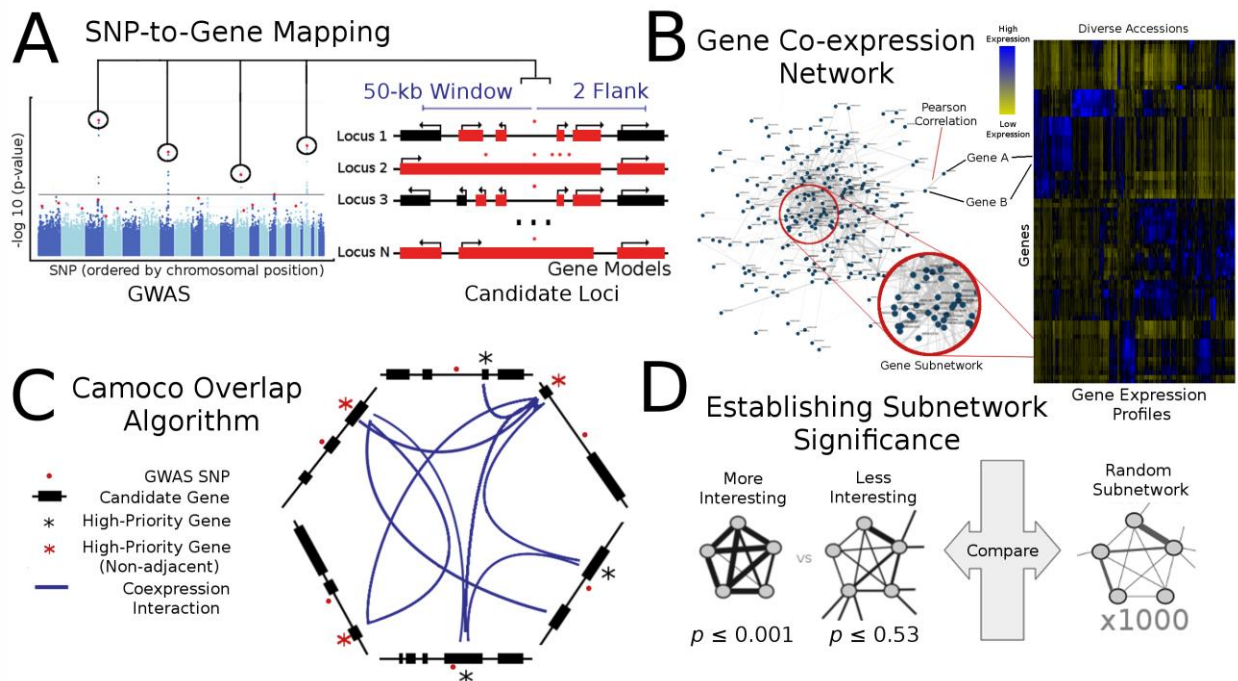 A
SNP-to-Gene Mapping
50-kb Window
2 Flank
Locus 1
Locus 2
Locus 3
...
Locus N
Gene Models
Candidate Loci
-log 10 (p-value)
SNP (ordered by chromosomal position)
GWAS
B
Gene Co-expression
Network
High
Expression
Low
Expression
Diverse Accessions
Pearson
Correlation
Gene A
Gene B
Genes
Gene Subnetwork
Gene Expression
Profiles
C
Camoco Overlap
Algorithm
GWAS SNP
Candidate Gene
* High-Priority Gene
* High-Priority Gene
(Non-adjacent)
Coexpression
Interaction
*
*
*
*
*
*
D
Establishing Subnetwork
Significance
More
Interesting
vs
Less
Interesting
p ≤ 0.001
p ≤ 0.53
Compare
Random
Subnetwork
x1000